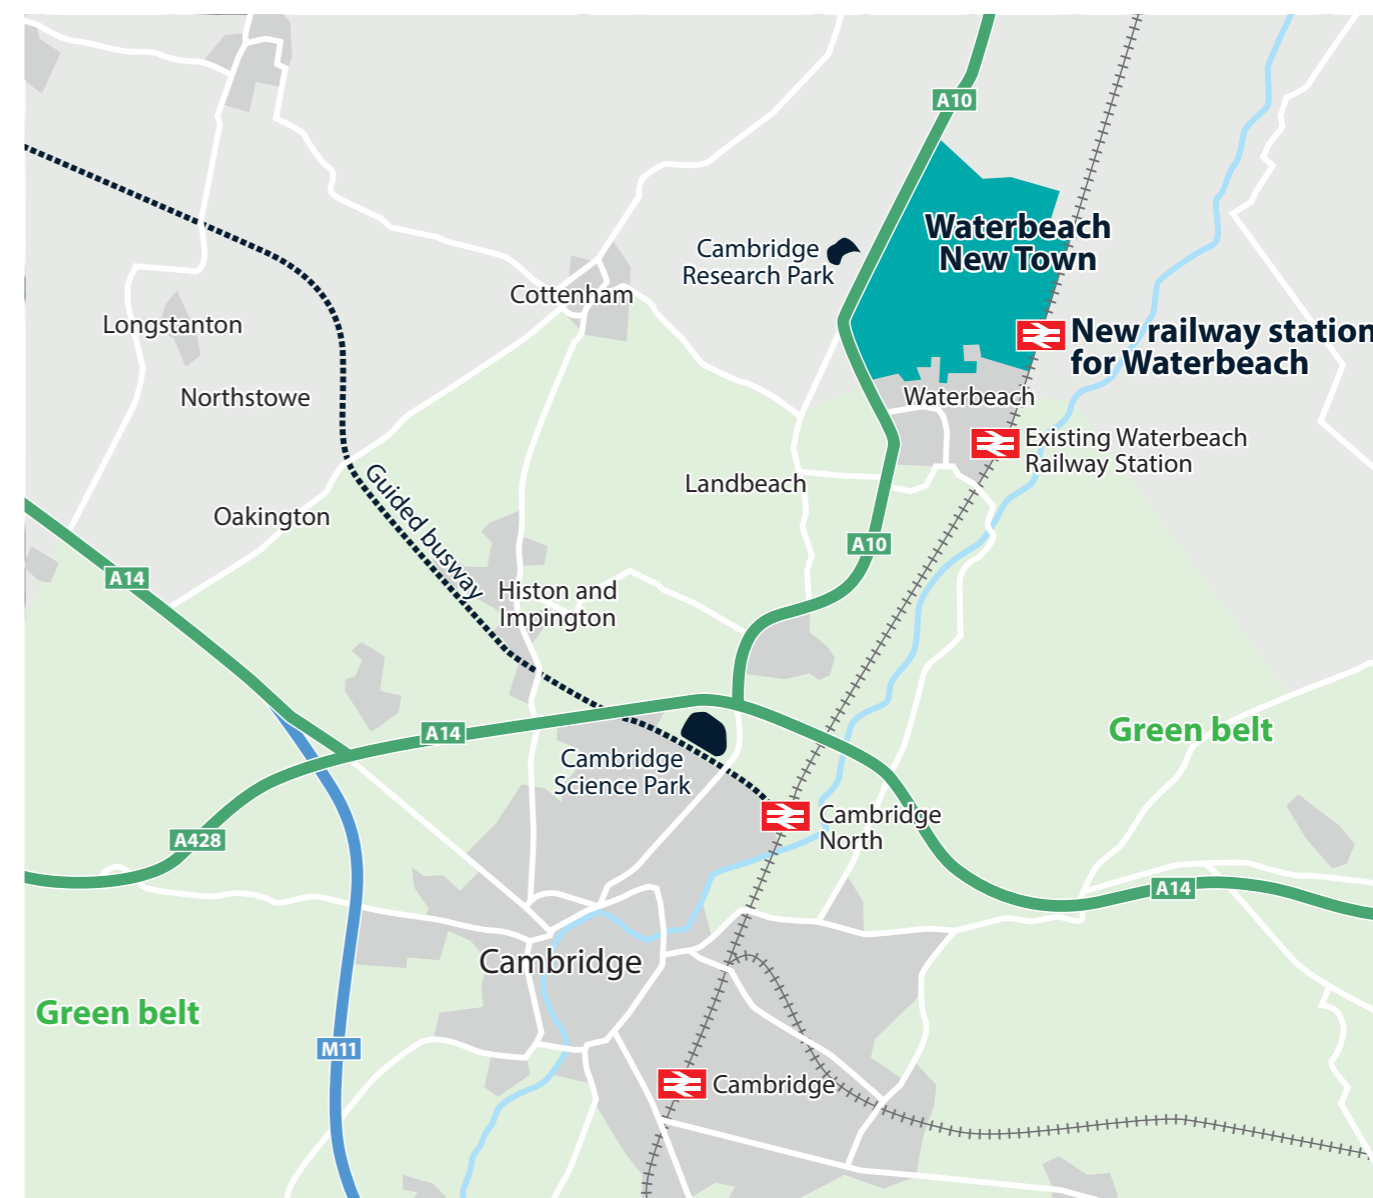 A10
Waterbeach
New Town
Cambridge
Research Park
Cottenham
Longstanton
New railway station
for Waterbeach
Northstowe
Waterbeach
Existing Waterbeach
Railway Station
Landbeach
Guided busway
Oakington
A10
A14
Histon and
Impington
Green belt
A14
Cambridge
Science Park
Cambridge
North
A428
A14
Cambridge
Green belt
M11
Cambridge